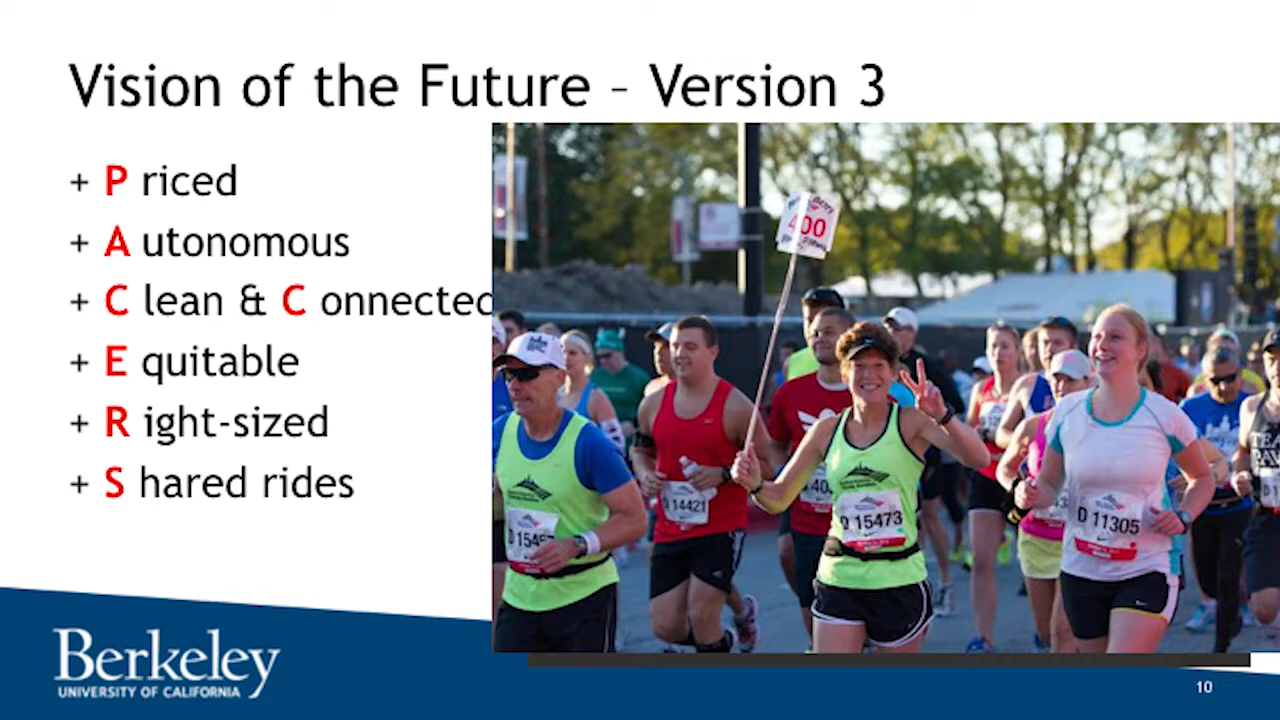 Vision of the Future – Version 3
+ P riced
+ A utonomous
+ C lean & C onnected
+ E quitable
+ R ight-sized
+ S hared rides
400
D 14421
D 15473
D 11305
Berkeley
UNIVERSITY OF CALIFORNIA
10